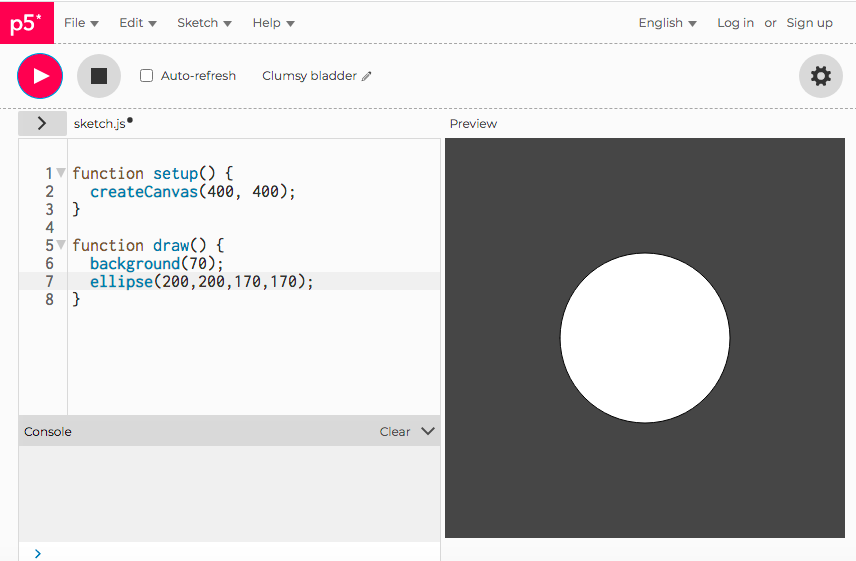 p5* File Edit Sketch Help English Log in or Sign up
Auto-refresh Clumsy bladder
sketch.js Preview
1 function setup() {
2 createCanvas(400, 400);
3 }
4
5 function draw() {
6 background(70);
7 ellipse(200,200,170,170);
8 }
Console Clear